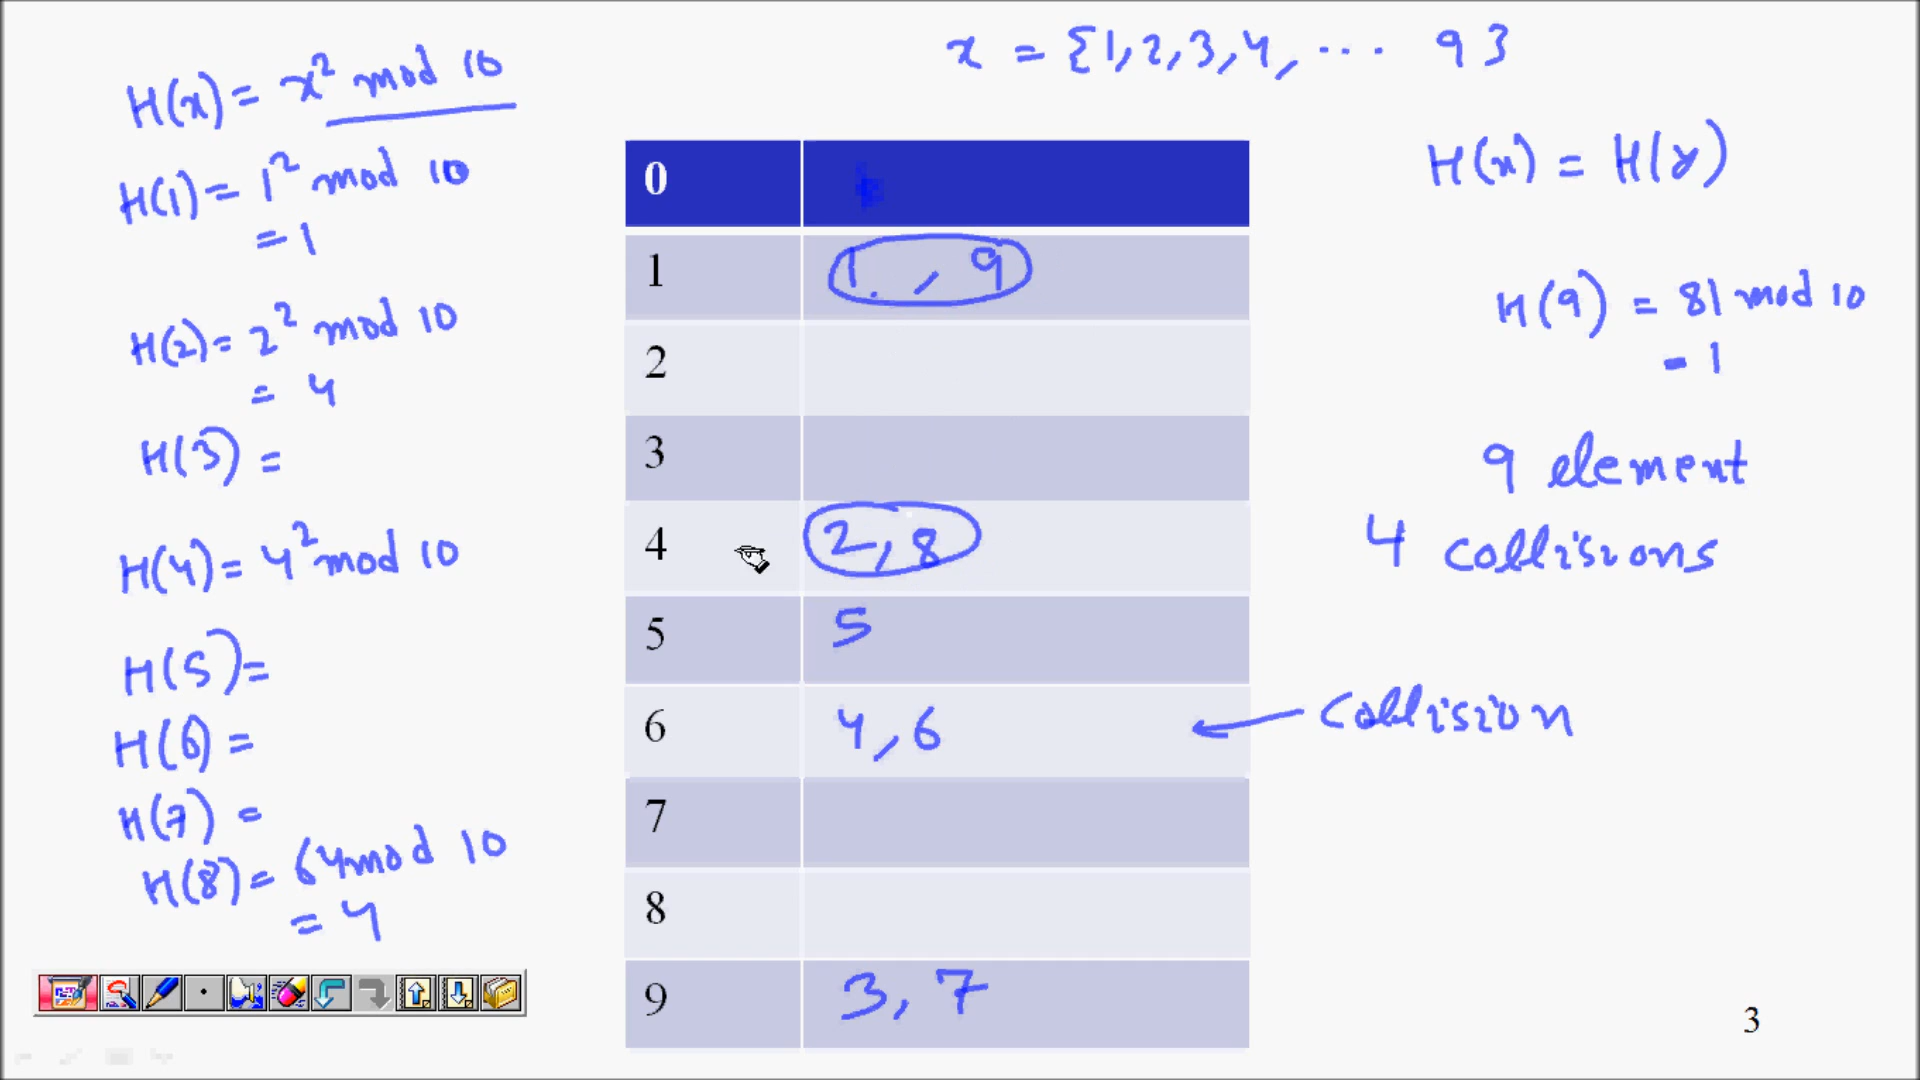 H(x) = x² mod 10
H(1) = 1² mod 10
= 1
H(2) = 2² mod 10
= 4
H(3) =
H(4) = 4² mod 10
H(5) =
H(6) =
H(7) =
H(8) = 64 mod 10
= 4
x = {1, 2, 3, 4, ... 9}
0
1 1. , 9
2
3
4 2, 8
5 5
6 4, 6
7
8
9 3, 7
H(x) = H(y)
H(9) = 81 mod 10
= 1
9 element
4 collisions
collision
3